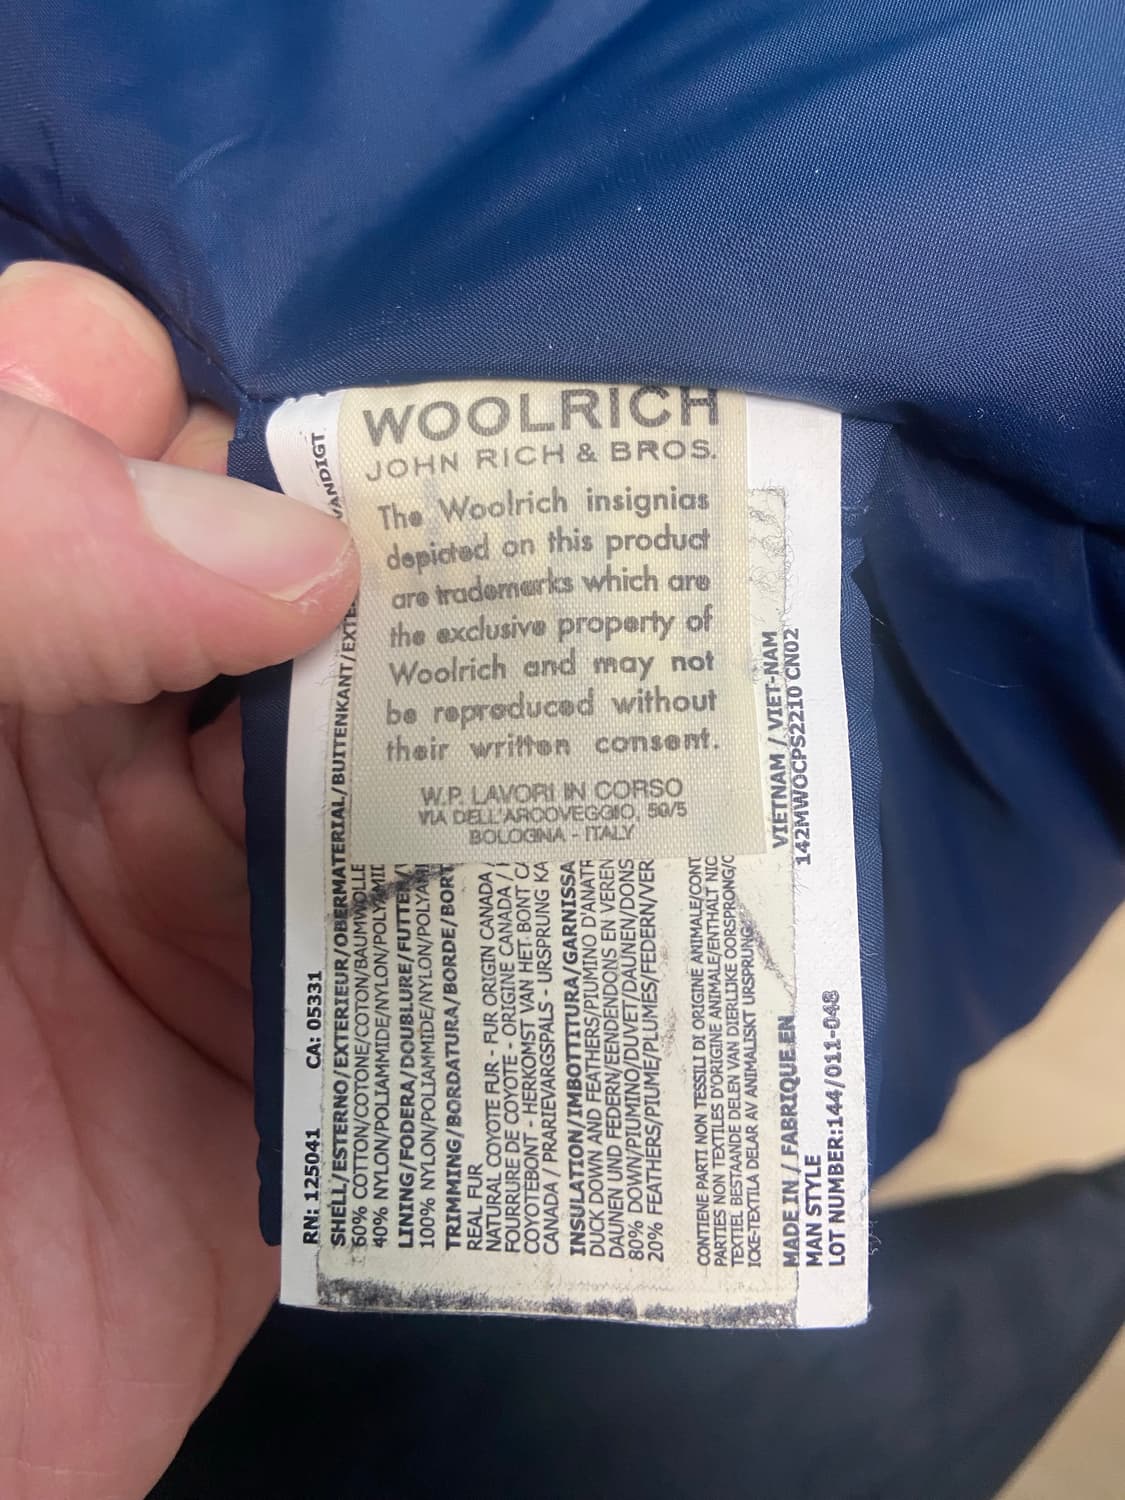 WOOLRICH
JOHN RICH & BROS.
The Woolrich insignias
depicted on this product
are trademarks which are
the exclusive property of
Woolrich and may not
be reproduced without
their written consent.
W.P. LAVORI IN CORSO
VIA DELL'ARCOVEGGIO, 59/5
BOLOGNA - ITALY
VANDIGT
RN: 125041 CA: 05331
SHELL/ESTERNO/EXTERIEUR/OBERMATERIAL/BUITENKANT/EXTE
60% COTTON/COTONE/COTON/BAUMWOLLE
40% NYLON/POLIAMMIDE/NYLON/POLYAMID
LINING/FODERA/DOUBLURE/FUTTER/
100% NYLON/POLIAMMIDE/NYLON/POLYAM
TRIMMING/BORDATURA/BORDE/BORT
REAL FUR
NATURAL COYOTE FUR - FUR ORIGIN CANADA /
FOURRURE DE COYOTE - ORIGINE CANADA /
COYOTEBONT - HERKOMST VAN HET BONT CA
CANADA / PRARIEVARGSPALS - URSPRUNG KA
INSULATION/IMBOTTITURA/GARNISSA
DUCK DOWN AND FEATHERS/PIUMINO D'ANATR
DAUNEN UND FEDERN/EENDENDONS EN VEREN
80% DOWN/PIUMINO/DUVET/DAUNEN/DONS
20% FEATHERS/PIUME/PLUMES/FEDERN/VER
CONTIENE PARTI NON TESSILI DI ORIGINE ANIMALE/CONT
PARTIES NON TEXTILES D'ORIGINE ANIMALE/ENTHALT NIC
TEXTIEL BESTAANDE DELEN VAN DIERLIJKE OORSPRONG/
ICKE-TEXTILA DELAR AV ANIMALISKT URSPRUNG
MADE IN / FABRIQUE EN VIETNAM / VIET-NAM
MAN STYLE 142MWOCPS2210 CN02
LOT NUMBER:144/011-048